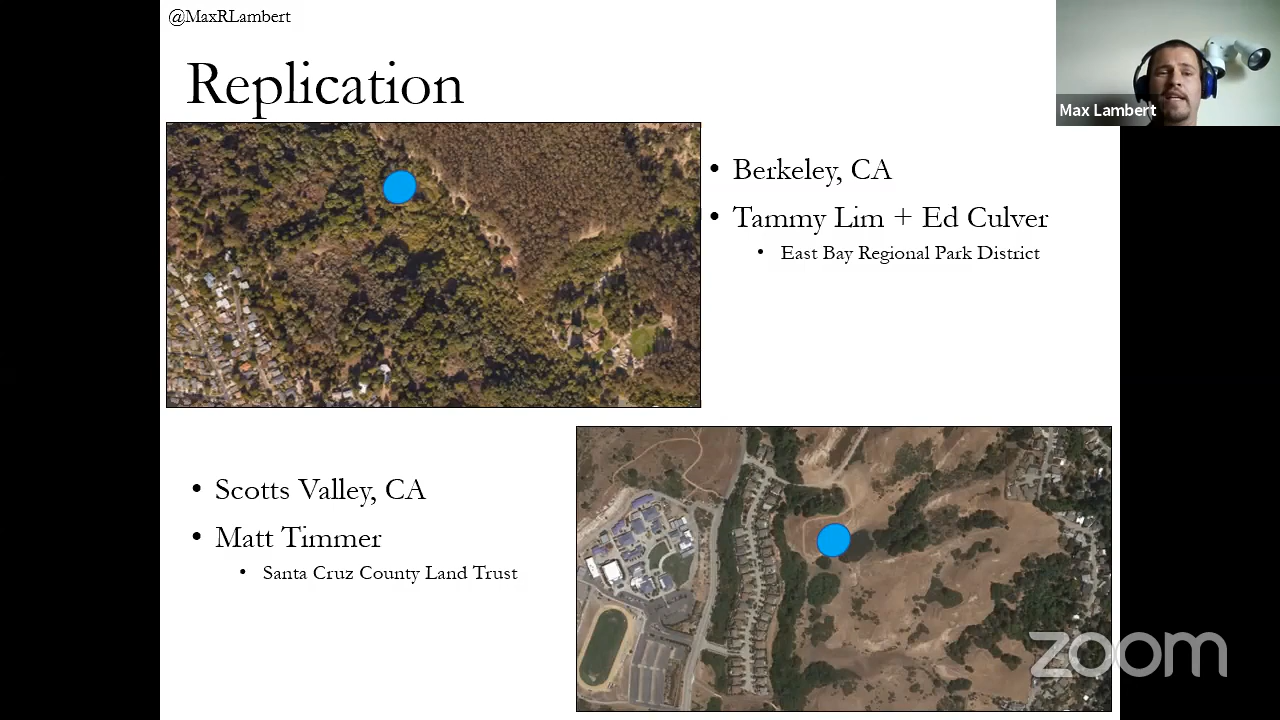 @MaxRLambert
Replication
Max Lambert
• Berkeley, CA
• Tammy Lim + Ed Culver
• East Bay Regional Park District
• Scotts Valley, CA
• Matt Timmer
• Santa Cruz County Land Trust
zoom